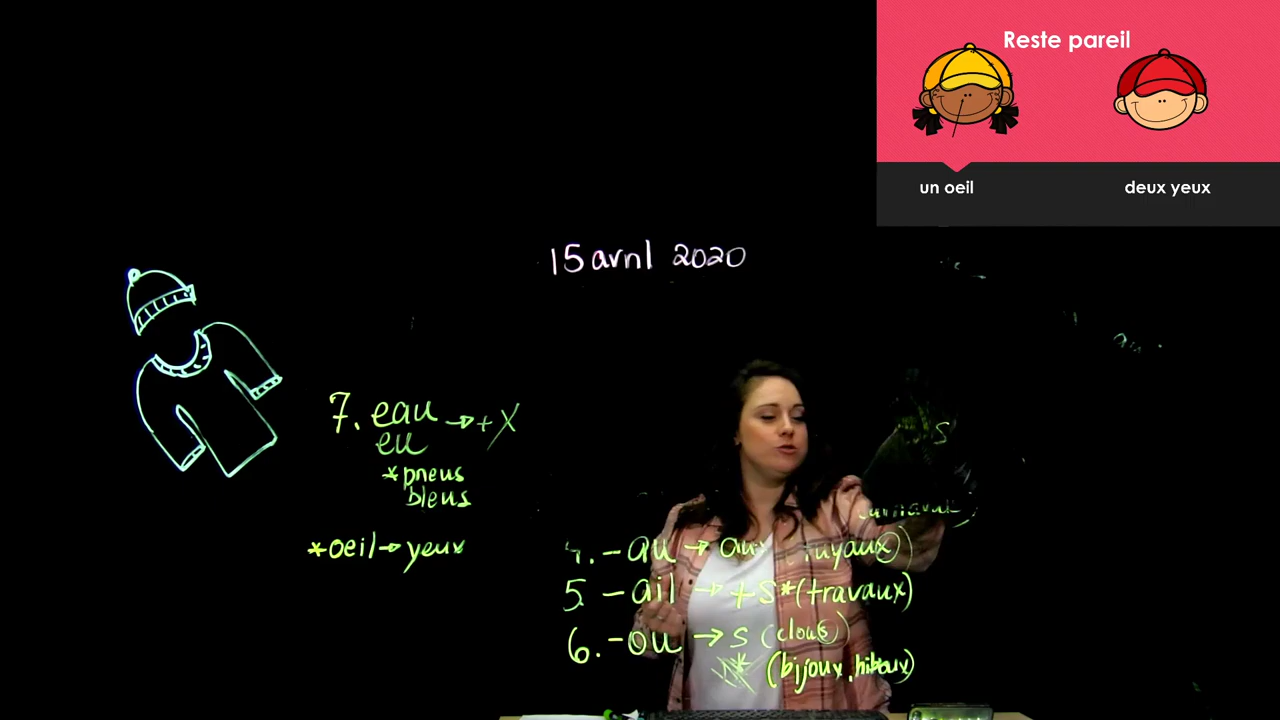 Reste pareil
un oeil
deux yeux
15 avril 2020
7. eau → + X
eu
*pneus
bleus
*oeil → yeux
S
4. -au → aux (tuyaux)
5 -ail → + S * (travaux)
6. -ou → S (clous)
* (bijoux, hiboux)